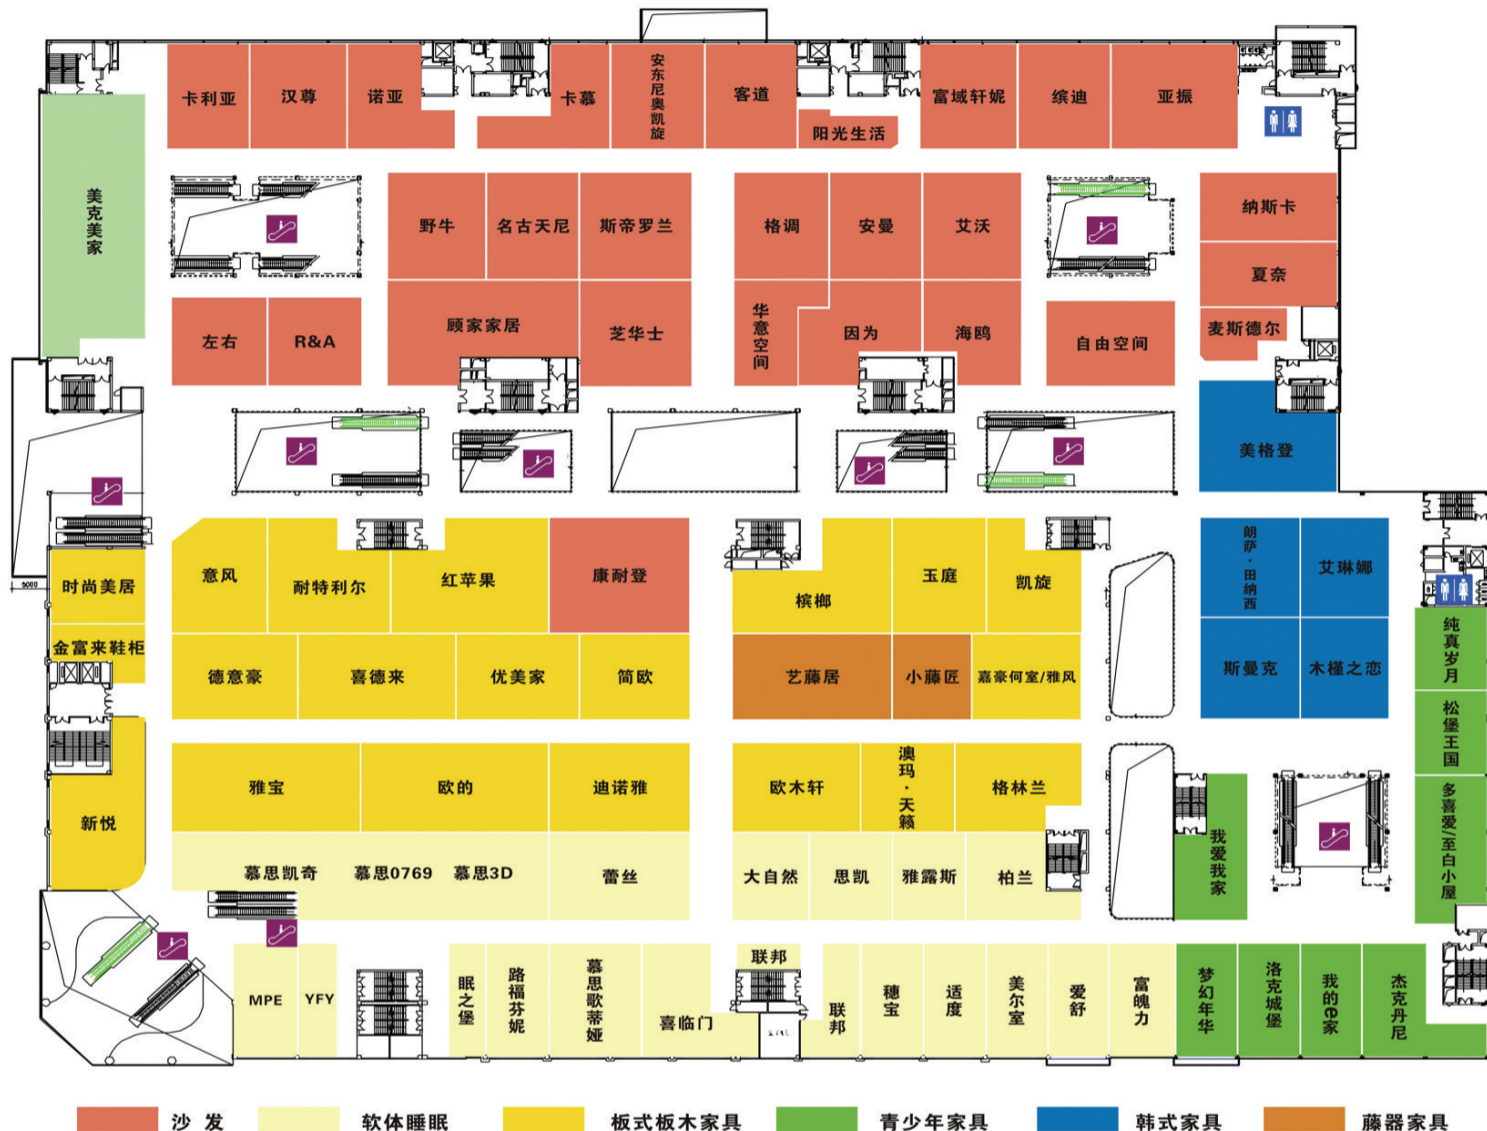 卡利亚
汉尊
诺亚
卡慕
安东尼奥凯旋
客道
阳光生活
富域轩妮
缤迪
亚振
美克美家
野牛
名古天尼
斯帝罗兰
格调
安曼
艾沃
纳斯卡
夏奈
麦斯德尔
左右
R&A
顾家家居
芝华士
华意空间
因为
海鸥
自由空间
美格登
5000
时尚美居
意风
耐特利尔
红苹果
康耐登
槟榔
玉庭
凯旋
朗萨·田纳西
艾琳娜
金富来鞋柜
德意豪
喜德来
优美家
简欧
艺藤居
小藤匠
嘉豪何室/雅风
斯曼克
木槿之恋
纯真岁月
松堡王国
多喜爱/至白小屋
新悦
雅宝
欧的
迪诺雅
欧木轩
澳玛·天籁
格林兰
我爱我家
慕思凯奇
慕思0769
慕思3D
蕾丝
大自然
思凯
雅露斯
柏兰
MPE
YFY
眠之堡
路福芬妮
慕思歌蒂娅
喜临门
联邦
联邦
穗宝
适度
美尔室
爱舒
富魄力
梦幻年华
洛克城堡
我的e家
杰克丹尼
沙 发
软体睡眠
板式板木家具
青少年家具
韩式家具
藤器家具